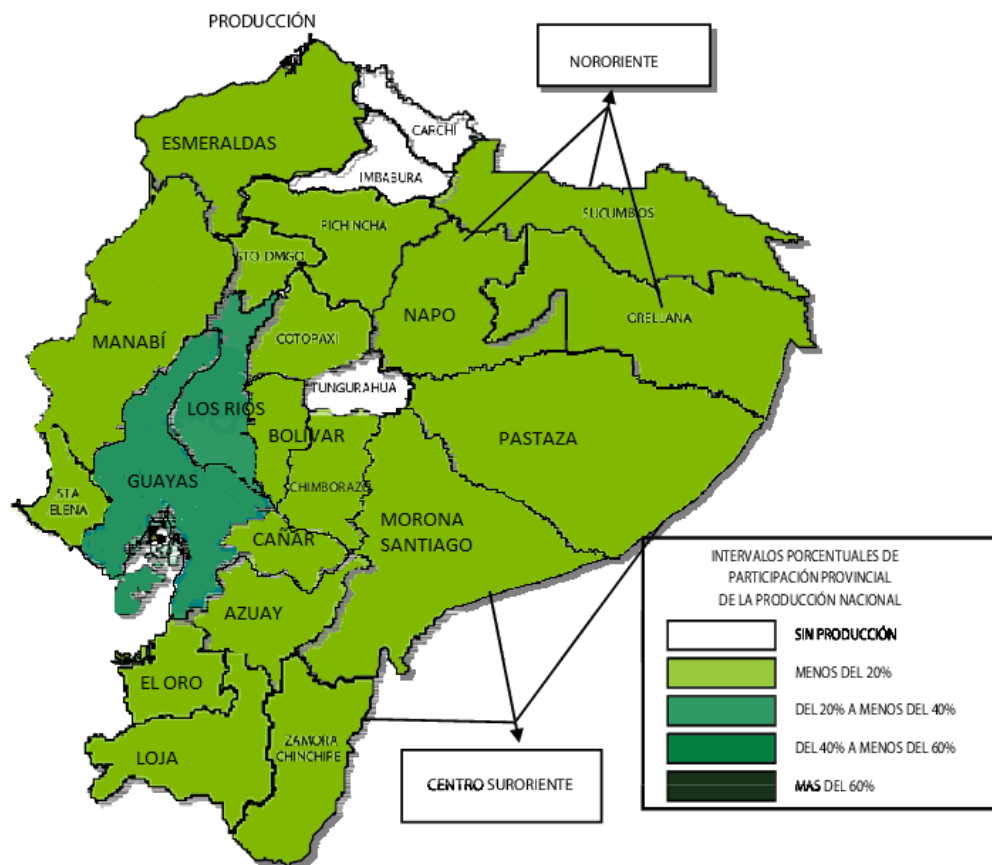 PRODUCCIÓN
NORORIENTE
CARCHI
ESMERALDAS
IMBABURA
SUCUMBIOS
PICHINCHA
STO DMGO
NAPO
ORELLANA
MANABÍ
COTOPAXI
TUNGURAHUA
LOS RIOS
BOLÍVAR
PASTAZA
GUAYAS
CHIMBORAZO
STA
ELENA
MORONA
SANTIAGO
CAÑAR
AZUAY
EL ORO
LOJA
ZAMORA
CHINCHIRE
CENTRO SURORIENTE
INTERVALOS PORCENTUALES DE
PARTICIPACIÓN PROVINCIAL
DE LA PRODUCCIÓN NACIONAL
SIN PRODUCCIÓN
MENOS DEL 20%
DEL 20% A MENOS DEL 40%
DEL 40% A MENOS DEL 60%
MAS DEL 60%